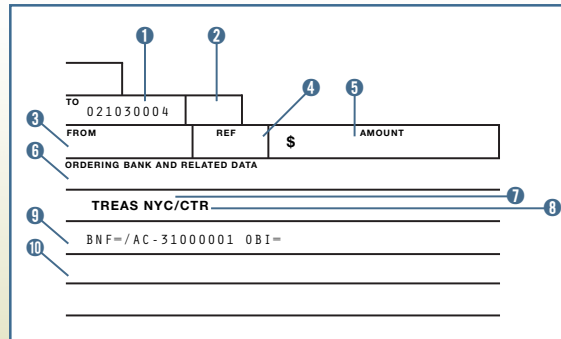 1 2
TO
021030004
3 4 5
FROM REF $ AMOUNT
6
ORDERING BANK AND RELATED DATA
7
TREAS NYC/CTR 8
9
BNF=/AC-31000001 OBI=
10